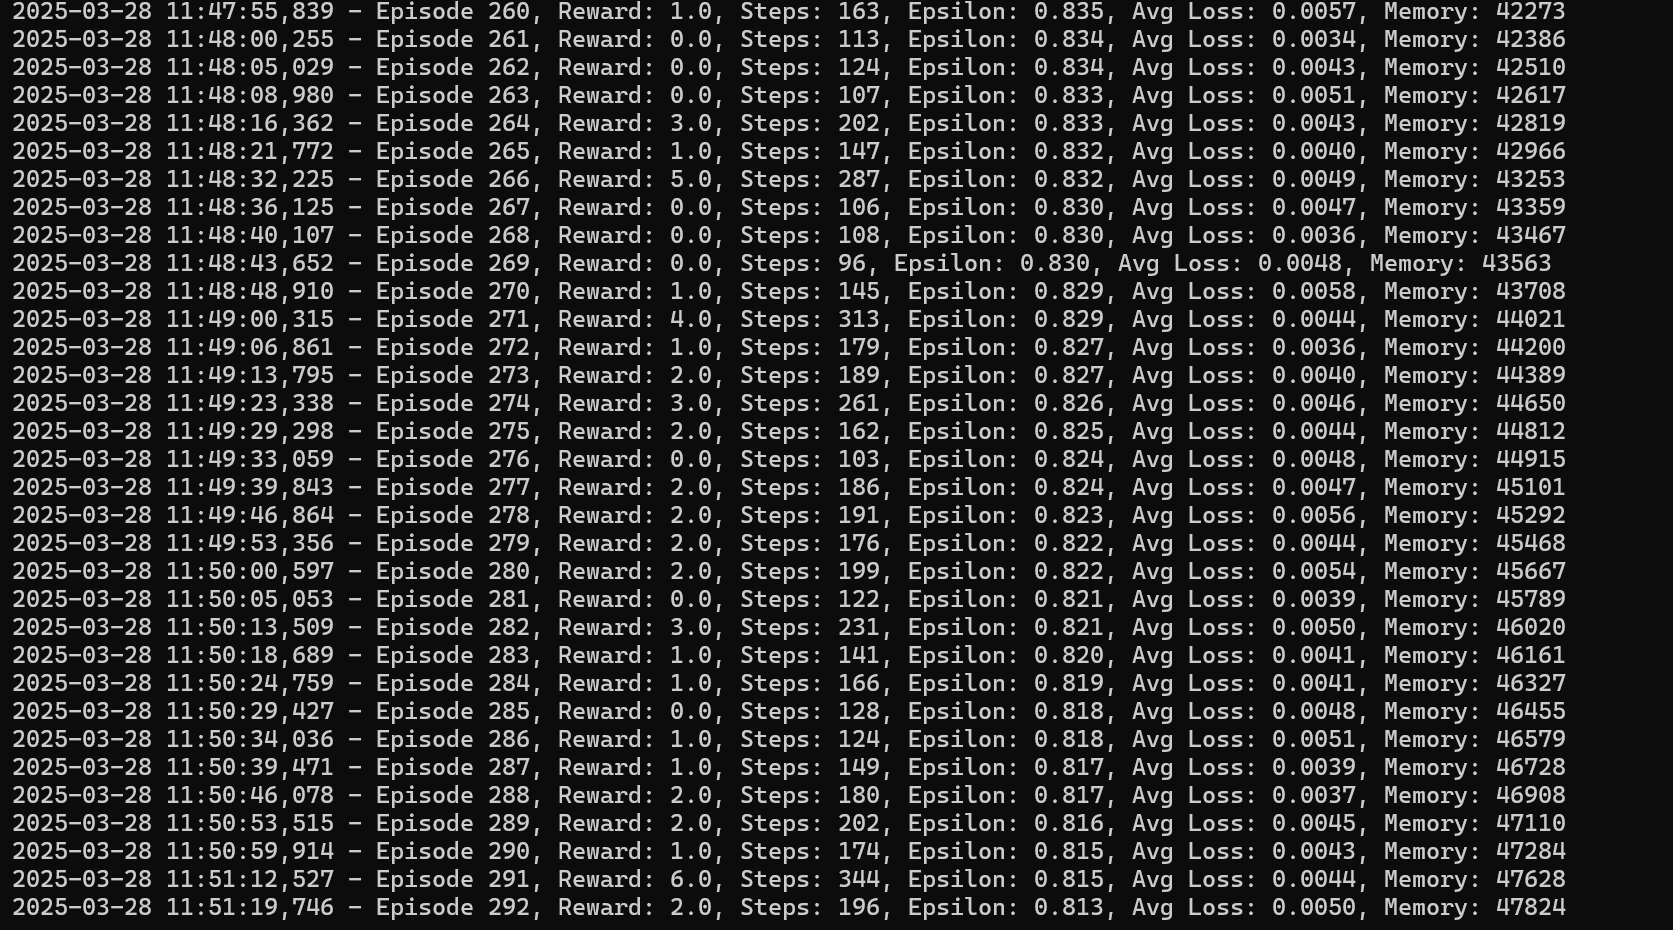 2025-03-28 11:47:55,839 - Episode 260, Reward: 1.0, Steps: 163, Epsilon: 0.835, Avg Loss: 0.0057, Memory: 42273
2025-03-28 11:48:00,255 - Episode 261, Reward: 0.0, Steps: 113, Epsilon: 0.834, Avg Loss: 0.0034, Memory: 42386
2025-03-28 11:48:05,029 - Episode 262, Reward: 0.0, Steps: 124, Epsilon: 0.834, Avg Loss: 0.0043, Memory: 42510
2025-03-28 11:48:08,980 - Episode 263, Reward: 0.0, Steps: 107, Epsilon: 0.833, Avg Loss: 0.0051, Memory: 42617
2025-03-28 11:48:16,362 - Episode 264, Reward: 3.0, Steps: 202, Epsilon: 0.833, Avg Loss: 0.0043, Memory: 42819
2025-03-28 11:48:21,772 - Episode 265, Reward: 1.0, Steps: 147, Epsilon: 0.832, Avg Loss: 0.0040, Memory: 42966
2025-03-28 11:48:32,225 - Episode 266, Reward: 5.0, Steps: 287, Epsilon: 0.832, Avg Loss: 0.0049, Memory: 43253
2025-03-28 11:48:36,125 - Episode 267, Reward: 0.0, Steps: 106, Epsilon: 0.830, Avg Loss: 0.0047, Memory: 43359
2025-03-28 11:48:40,107 - Episode 268, Reward: 0.0, Steps: 108, Epsilon: 0.830, Avg Loss: 0.0036, Memory: 43467
2025-03-28 11:48:43,652 - Episode 269, Reward: 0.0, Steps: 96, Epsilon: 0.830, Avg Loss: 0.0048, Memory: 43563
2025-03-28 11:48:48,910 - Episode 270, Reward: 1.0, Steps: 145, Epsilon: 0.829, Avg Loss: 0.0058, Memory: 43708
2025-03-28 11:49:00,315 - Episode 271, Reward: 4.0, Steps: 313, Epsilon: 0.829, Avg Loss: 0.0044, Memory: 44021
2025-03-28 11:49:06,861 - Episode 272, Reward: 1.0, Steps: 179, Epsilon: 0.827, Avg Loss: 0.0036, Memory: 44200
2025-03-28 11:49:13,795 - Episode 273, Reward: 2.0, Steps: 189, Epsilon: 0.827, Avg Loss: 0.0040, Memory: 44389
2025-03-28 11:49:23,338 - Episode 274, Reward: 3.0, Steps: 261, Epsilon: 0.826, Avg Loss: 0.0046, Memory: 44650
2025-03-28 11:49:29,298 - Episode 275, Reward: 2.0, Steps: 162, Epsilon: 0.825, Avg Loss: 0.0044, Memory: 44812
2025-03-28 11:49:33,059 - Episode 276, Reward: 0.0, Steps: 103, Epsilon: 0.824, Avg Loss: 0.0048, Memory: 44915
2025-03-28 11:49:39,843 - Episode 277, Reward: 2.0, Steps: 186, Epsilon: 0.824, Avg Loss: 0.0047, Memory: 45101
2025-03-28 11:49:46,864 - Episode 278, Reward: 2.0, Steps: 191, Epsilon: 0.823, Avg Loss: 0.0056, Memory: 45292
2025-03-28 11:49:53,356 - Episode 279, Reward: 2.0, Steps: 176, Epsilon: 0.822, Avg Loss: 0.0044, Memory: 45468
2025-03-28 11:50:00,597 - Episode 280, Reward: 2.0, Steps: 199, Epsilon: 0.822, Avg Loss: 0.0054, Memory: 45667
2025-03-28 11:50:05,053 - Episode 281, Reward: 0.0, Steps: 122, Epsilon: 0.821, Avg Loss: 0.0039, Memory: 45789
2025-03-28 11:50:13,509 - Episode 282, Reward: 3.0, Steps: 231, Epsilon: 0.821, Avg Loss: 0.0050, Memory: 46020
2025-03-28 11:50:18,689 - Episode 283, Reward: 1.0, Steps: 141, Epsilon: 0.820, Avg Loss: 0.0041, Memory: 46161
2025-03-28 11:50:24,759 - Episode 284, Reward: 1.0, Steps: 166, Epsilon: 0.819, Avg Loss: 0.0041, Memory: 46327
2025-03-28 11:50:29,427 - Episode 285, Reward: 0.0, Steps: 128, Epsilon: 0.818, Avg Loss: 0.0048, Memory: 46455
2025-03-28 11:50:34,036 - Episode 286, Reward: 1.0, Steps: 124, Epsilon: 0.818, Avg Loss: 0.0051, Memory: 46579
2025-03-28 11:50:39,471 - Episode 287, Reward: 1.0, Steps: 149, Epsilon: 0.817, Avg Loss: 0.0039, Memory: 46728
2025-03-28 11:50:46,078 - Episode 288, Reward: 2.0, Steps: 180, Epsilon: 0.817, Avg Loss: 0.0037, Memory: 46908
2025-03-28 11:50:53,515 - Episode 289, Reward: 2.0, Steps: 202, Epsilon: 0.816, Avg Loss: 0.0045, Memory: 47110
2025-03-28 11:50:59,914 - Episode 290, Reward: 1.0, Steps: 174, Epsilon: 0.815, Avg Loss: 0.0043, Memory: 47284
2025-03-28 11:51:12,527 - Episode 291, Reward: 6.0, Steps: 344, Epsilon: 0.815, Avg Loss: 0.0044, Memory: 47628
2025-03-28 11:51:19,746 - Episode 292, Reward: 2.0, Steps: 196, Epsilon: 0.813, Avg Loss: 0.0050, Memory: 47824